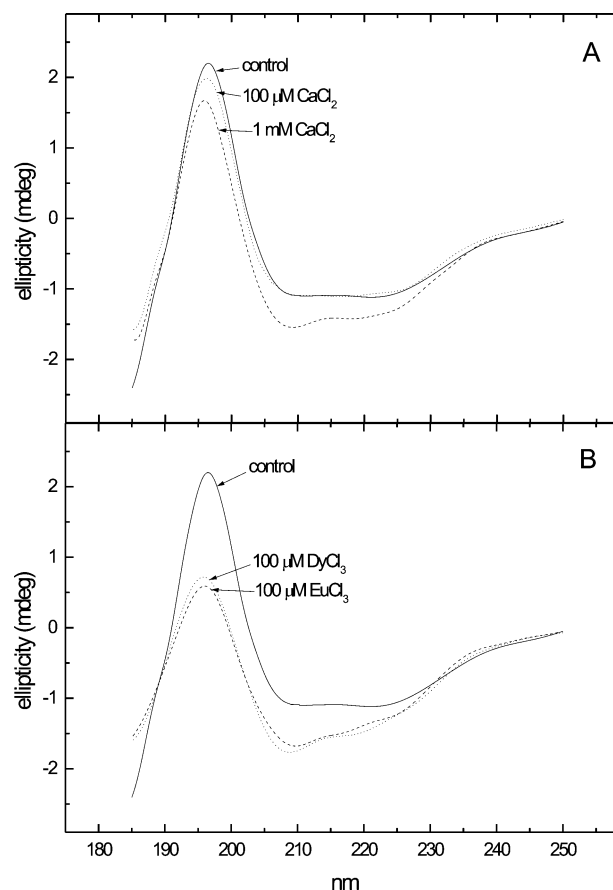 A
control
100 μM CaCl2
1 mM CaCl2
ellipticity (mdeg)
2
1
0
-1
-2
B
control
100 μM DyCl3
100 μM EuCl3
ellipticity (mdeg)
2
1
0
-1
-2
180 190 200 210 220 230 240 250
nm